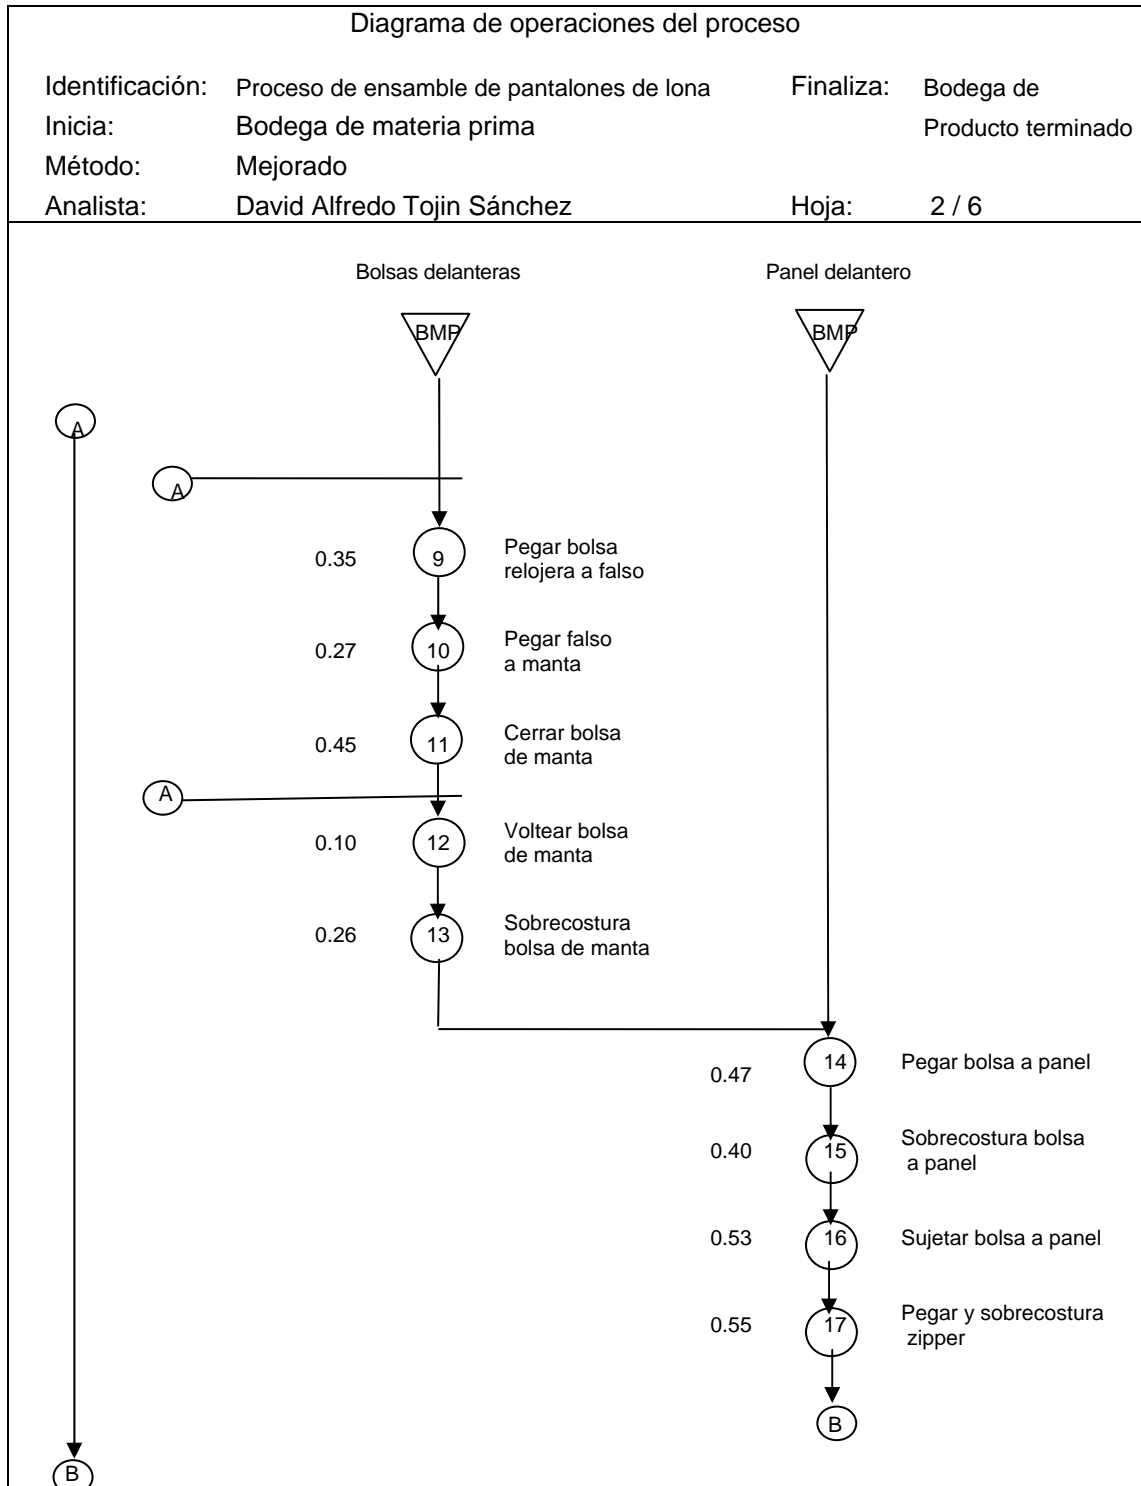 Diagrama de operaciones del proceso
Identificación: Proceso de ensamble de pantalones de lona Finaliza: Bodega de
Inicia: Bodega de materia prima Producto terminado
Método: Mejorado
Analista: David Alfredo Tojin Sánchez Hoja: 2 / 6
Bolsas delanteras Panel delantero
BMP BMP
A
A
0.35 9 Pegar bolsa
relojera a falso
0.27 10 Pegar falso
a manta
0.45 11 Cerrar bolsa
de manta
A
0.10 12 Voltear bolsa
de manta
0.26 13 Sobrecostura
bolsa de manta
0.47 14 Pegar bolsa a panel
0.40 15 Sobrecostura bolsa
a panel
0.53 16 Sujetar bolsa a panel
0.55 17 Pegar y sobrecostura
zipper
B
B